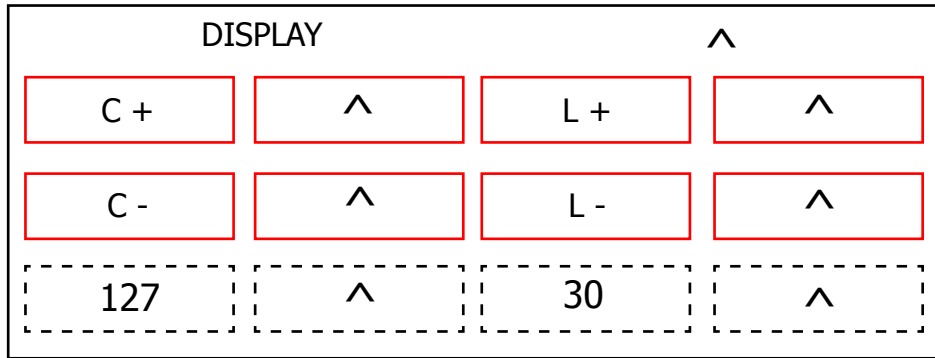 DISPLAY ^
C + ^ L + ^
C - ^ L - ^
127 ^ 30 ^